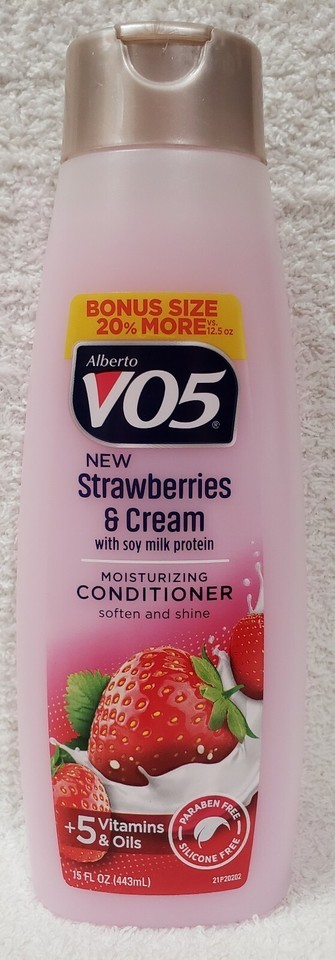 BONUS SIZE
20% MORE vs. 12.5 oz
Alberto
VO5®
NEW
Strawberries
& Cream
with soy milk protein
MOISTURIZING
CONDITIONER
soften and shine
+5 Vitamins
& Oils
PARABEN FREE
SILICONE FREE
15 FL OZ (443mL)
21P20202